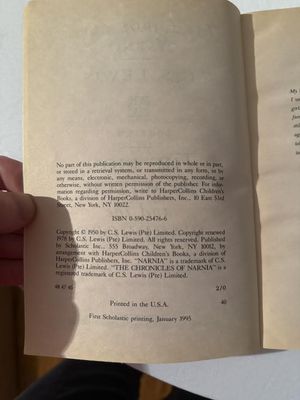 No part of this publication may be reproduced in whole or in part,
or stored in a retrieval system, or transmitted in any form, or by
any means, electronic, mechanical, photocopying, recording, or
otherwise, without written permission of the publisher. For
information regarding permission, write to HarperCollins Children's
Books, a division of HarperCollins Publishers, Inc., 10 East 53rd
Street, New York, NY 10022.
ISBN 0-590-25476-6
Copyright © 1950 by C.S. Lewis (Pte) Limited. Copyright renewed
1978 by C.S. Lewis (Pte) Limited. All rights reserved. Published
by Scholastic Inc., 555 Broadway, New York, NY 10012, by
arrangement with HarperCollins Children's Books, a division of
HarperCollins Publishers, Inc. "NARNIA" is a trademark of C.S.
Lewis (Pte) Limited. "THE CHRONICLES OF NARNIA" is a
registered trademark of C.S. Lewis (Pte) Limited.
48 47 46
2/0
Printed in the U.S.A.
40
First Scholastic printing, January 1995
My